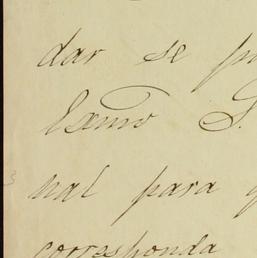 dar se
Exmo S.
nal para
corresponda